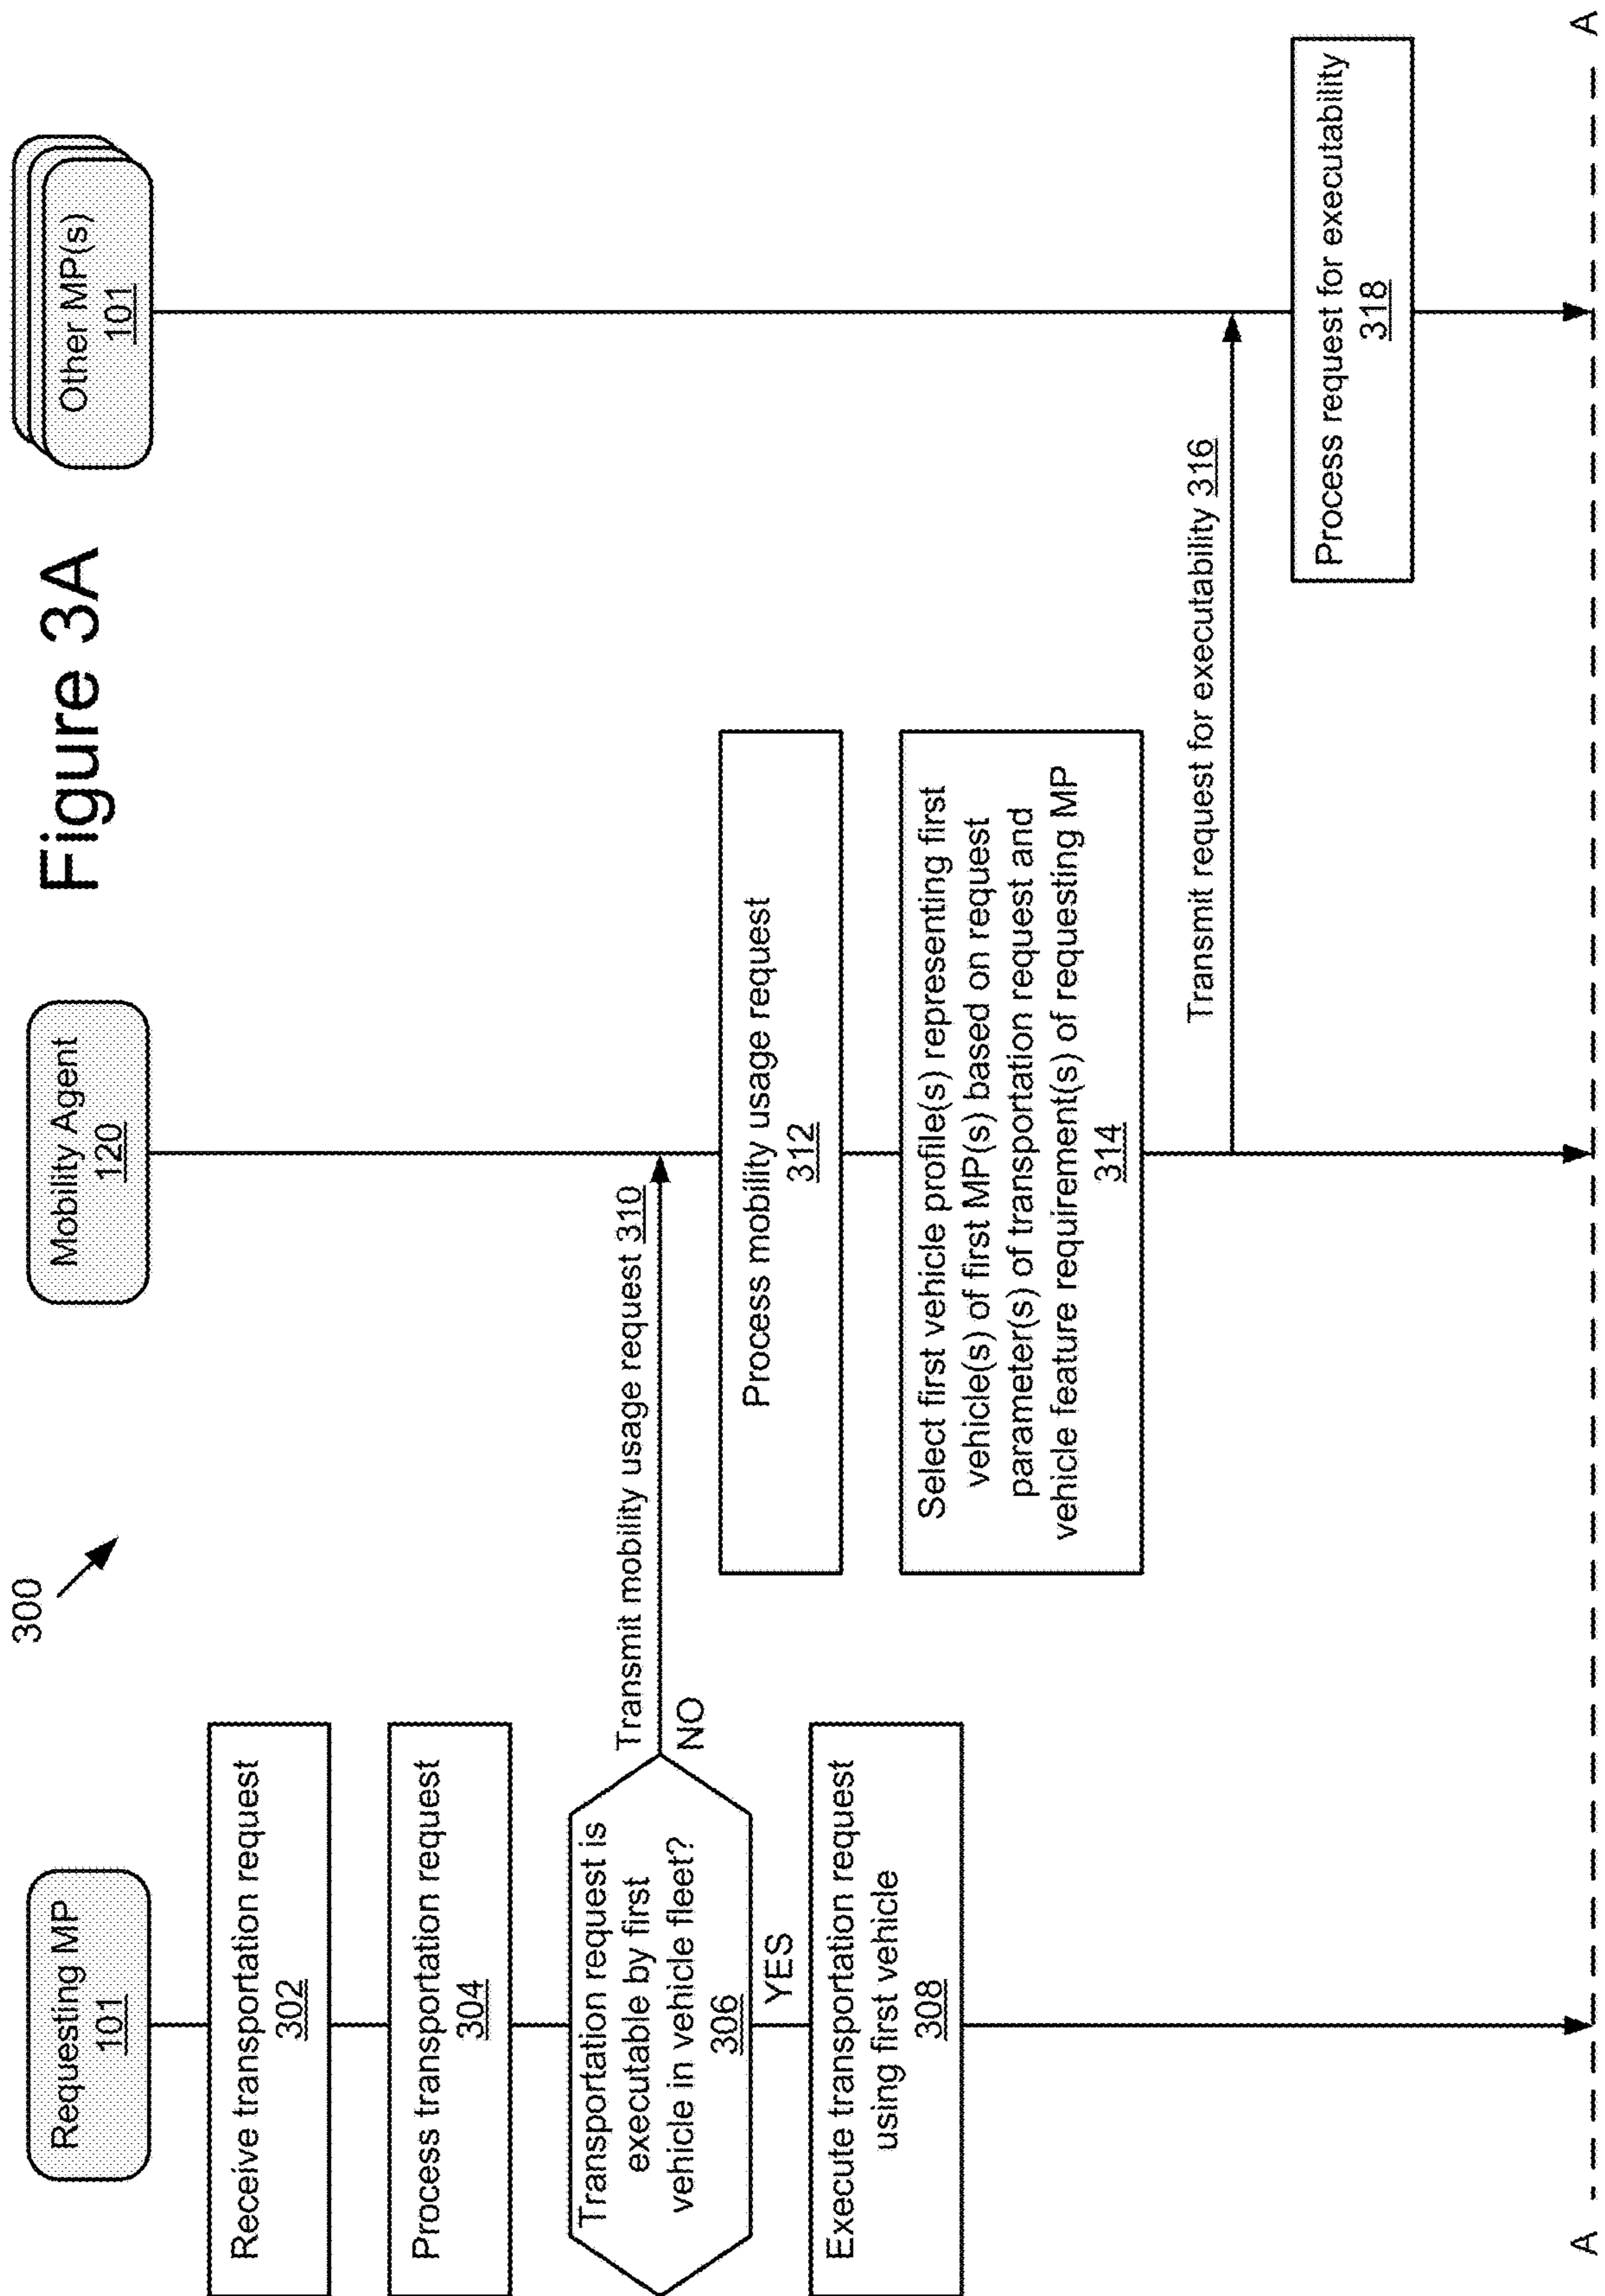 Figure 3A
300
Requesting MP
101
Mobility Agent
120
Other MP(s)
101
Receive transportation request
302
Process transportation request
304
Transportation request is
executable by first
vehicle in vehicle fleet?
306
NO
YES
Transmit mobility usage request 310
Execute transportation request
using first vehicle
308
Process mobility usage request
312
Select first vehicle profile(s) representing first
vehicle(s) of first MP(s) based on request
parameter(s) of transportation request and
vehicle feature requirement(s) of requesting MP
314
Transmit request for executability 316
Process request for executability
318
A
A